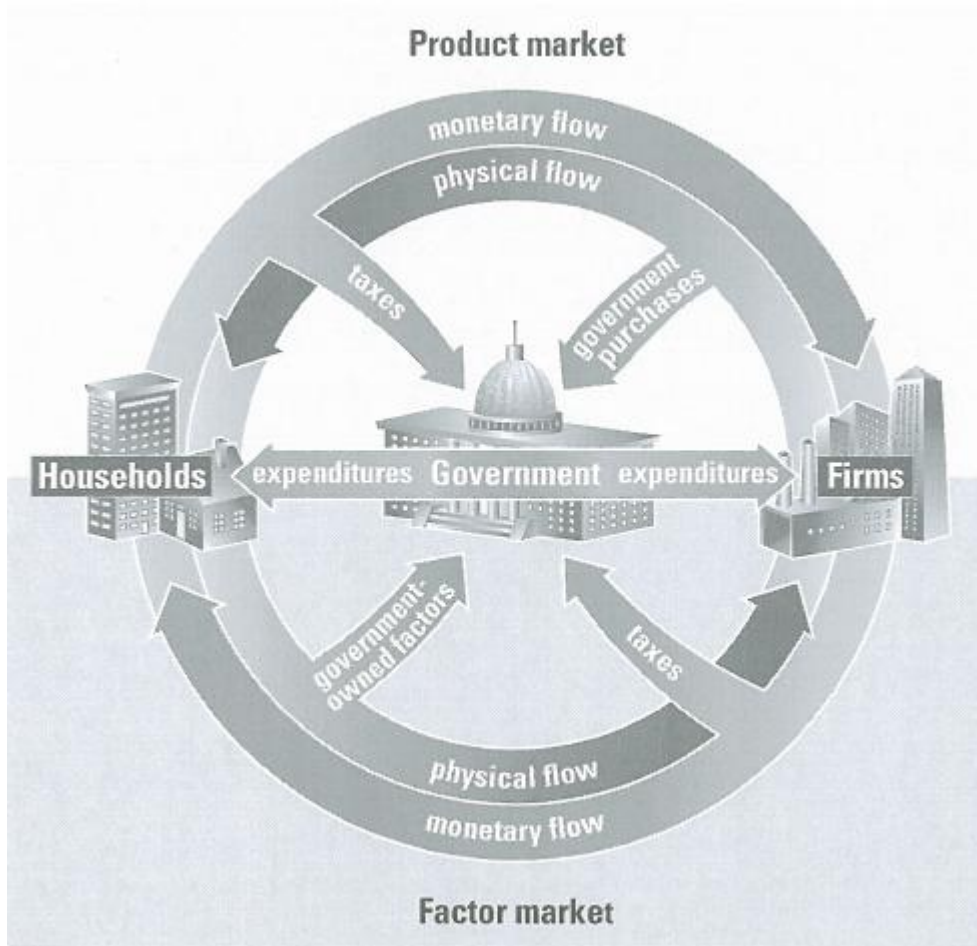 Product market
monetary flow
physical flow
taxes
government
purchases
Households
expenditures
Government
expenditures
Firms
government-
owned factors
taxes
physical flow
monetary flow
Factor market